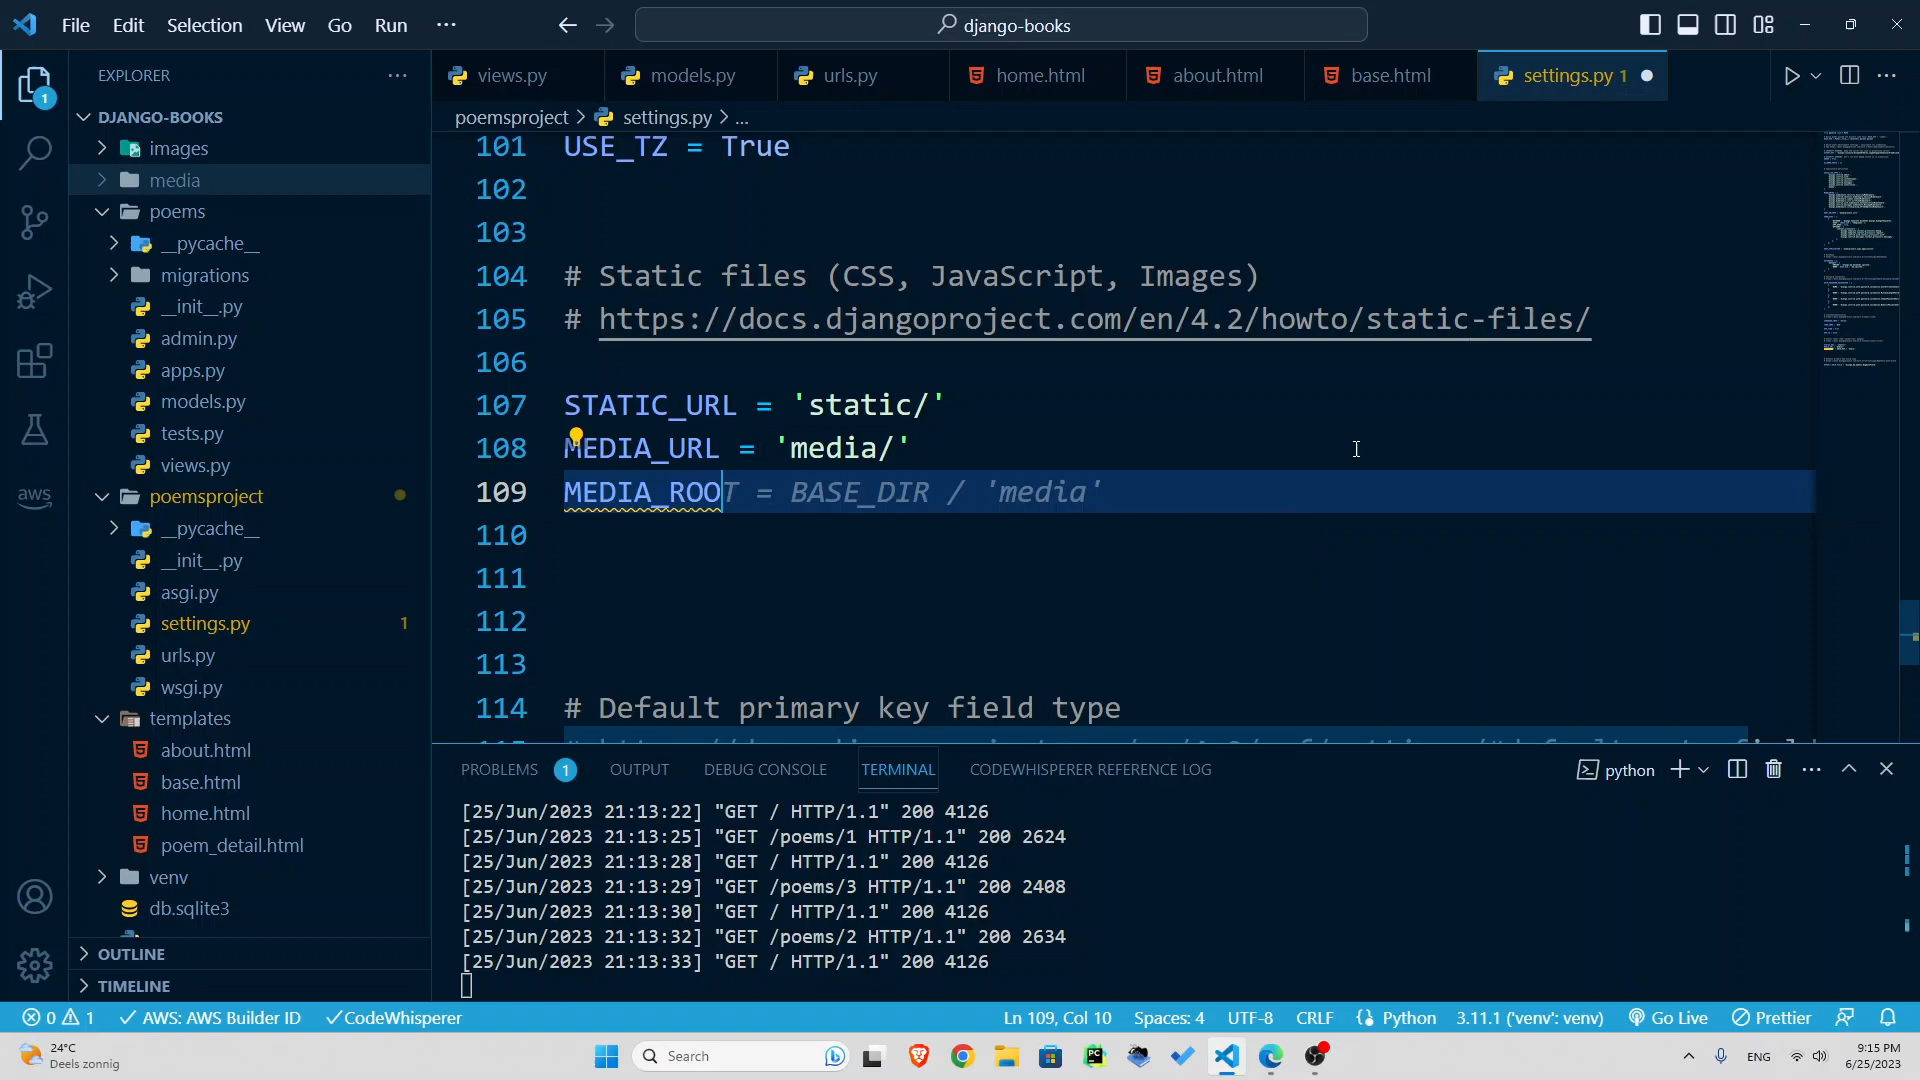 File Edit Selection View Go Run ··· django-books
EXPLORER ···
DJANGO-BOOKS
images
media
poems
__pycache__
migrations
__init__.py
admin.py
apps.py
models.py
tests.py
views.py
poemsproject
__pycache__
__init__.py
asgi.py
settings.py 1
urls.py
wsgi.py
templates
about.html
base.html
home.html
poem_detail.html
venv
db.sqlite3
OUTLINE
TIMELINE
1
aws
views.py models.py urls.py home.html about.html base.html settings.py 1
poemsproject > settings.py > ...
101 USE_TZ = True
102
103
104 # Static files (CSS, JavaScript, Images)
105 # https://docs.djangoproject.com/en/4.2/howto/static-files/
106
107 STATIC_URL = 'static/'
108 MEDIA_URL = 'media/'
109 MEDIA_ROOT = BASE_DIR / 'media'
110
111
112
113
114 # Default primary key field type
PROBLEMS 1 OUTPUT DEBUG CONSOLE TERMINAL CODEWHISPERER REFERENCE LOG python
[25/Jun/2023 21:13:22] "GET / HTTP/1.1" 200 4126
[25/Jun/2023 21:13:25] "GET /poems/1 HTTP/1.1" 200 2624
[25/Jun/2023 21:13:28] "GET / HTTP/1.1" 200 4126
[25/Jun/2023 21:13:29] "GET /poems/3 HTTP/1.1" 200 2408
[25/Jun/2023 21:13:30] "GET / HTTP/1.1" 200 4126
[25/Jun/2023 21:13:32] "GET /poems/2 HTTP/1.1" 200 2634
[25/Jun/2023 21:13:33] "GET / HTTP/1.1" 200 4126
0 1 AWS: AWS Builder ID CodeWhisperer Ln 109, Col 10 Spaces: 4 UTF-8 CRLF Python 3.11.1 ('venv': venv) Go Live Prettier
24°C
Deels zonnig
Search
ENG
9:15 PM
6/25/2023